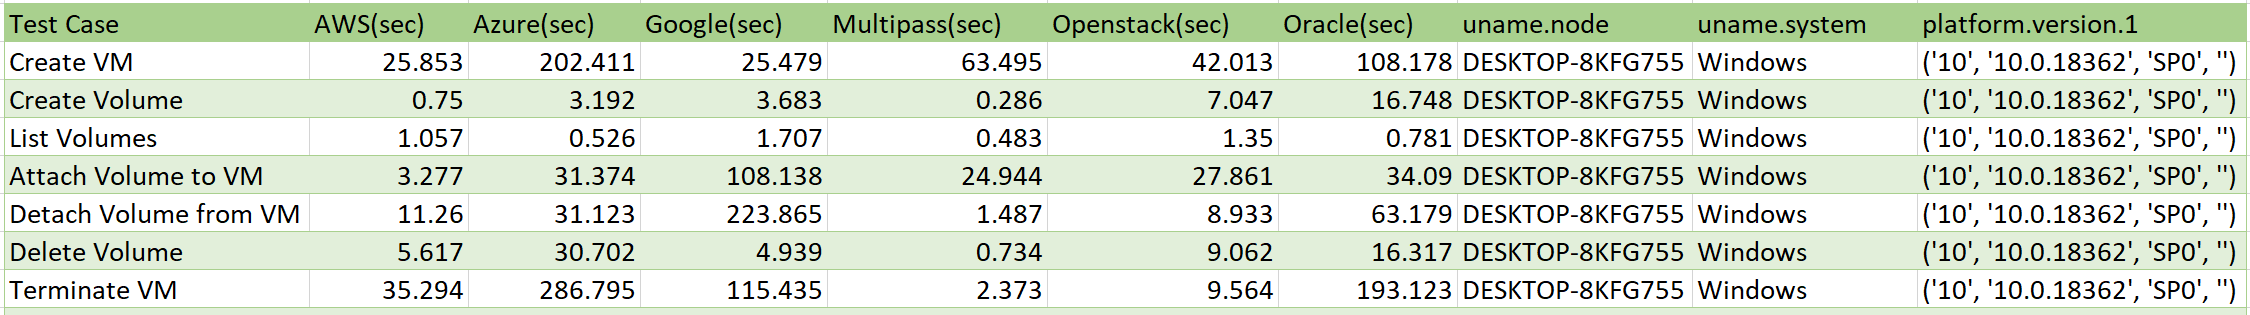 Test Case AWS(sec) Azure(sec) Google(sec) Multipass(sec) Openstack(sec) Oracle(sec) uname.node uname.system platform.version.1
Create VM 25.853 202.411 25.479 63.495 42.013 108.178 DESKTOP-8KFG755 Windows ('10', '10.0.18362', 'SP0', '')
Create Volume 0.75 3.192 3.683 0.286 7.047 16.748 DESKTOP-8KFG755 Windows ('10', '10.0.18362', 'SP0', '')
List Volumes 1.057 0.526 1.707 0.483 1.35 0.781 DESKTOP-8KFG755 Windows ('10', '10.0.18362', 'SP0', '')
Attach Volume to VM 3.277 31.374 108.138 24.944 27.861 34.09 DESKTOP-8KFG755 Windows ('10', '10.0.18362', 'SP0', '')
Detach Volume from VM 11.26 31.123 223.865 1.487 8.933 63.179 DESKTOP-8KFG755 Windows ('10', '10.0.18362', 'SP0', '')
Delete Volume 5.617 30.702 4.939 0.734 9.062 16.317 DESKTOP-8KFG755 Windows ('10', '10.0.18362', 'SP0', '')
Terminate VM 35.294 286.795 115.435 2.373 9.564 193.123 DESKTOP-8KFG755 Windows ('10', '10.0.18362', 'SP0', '')